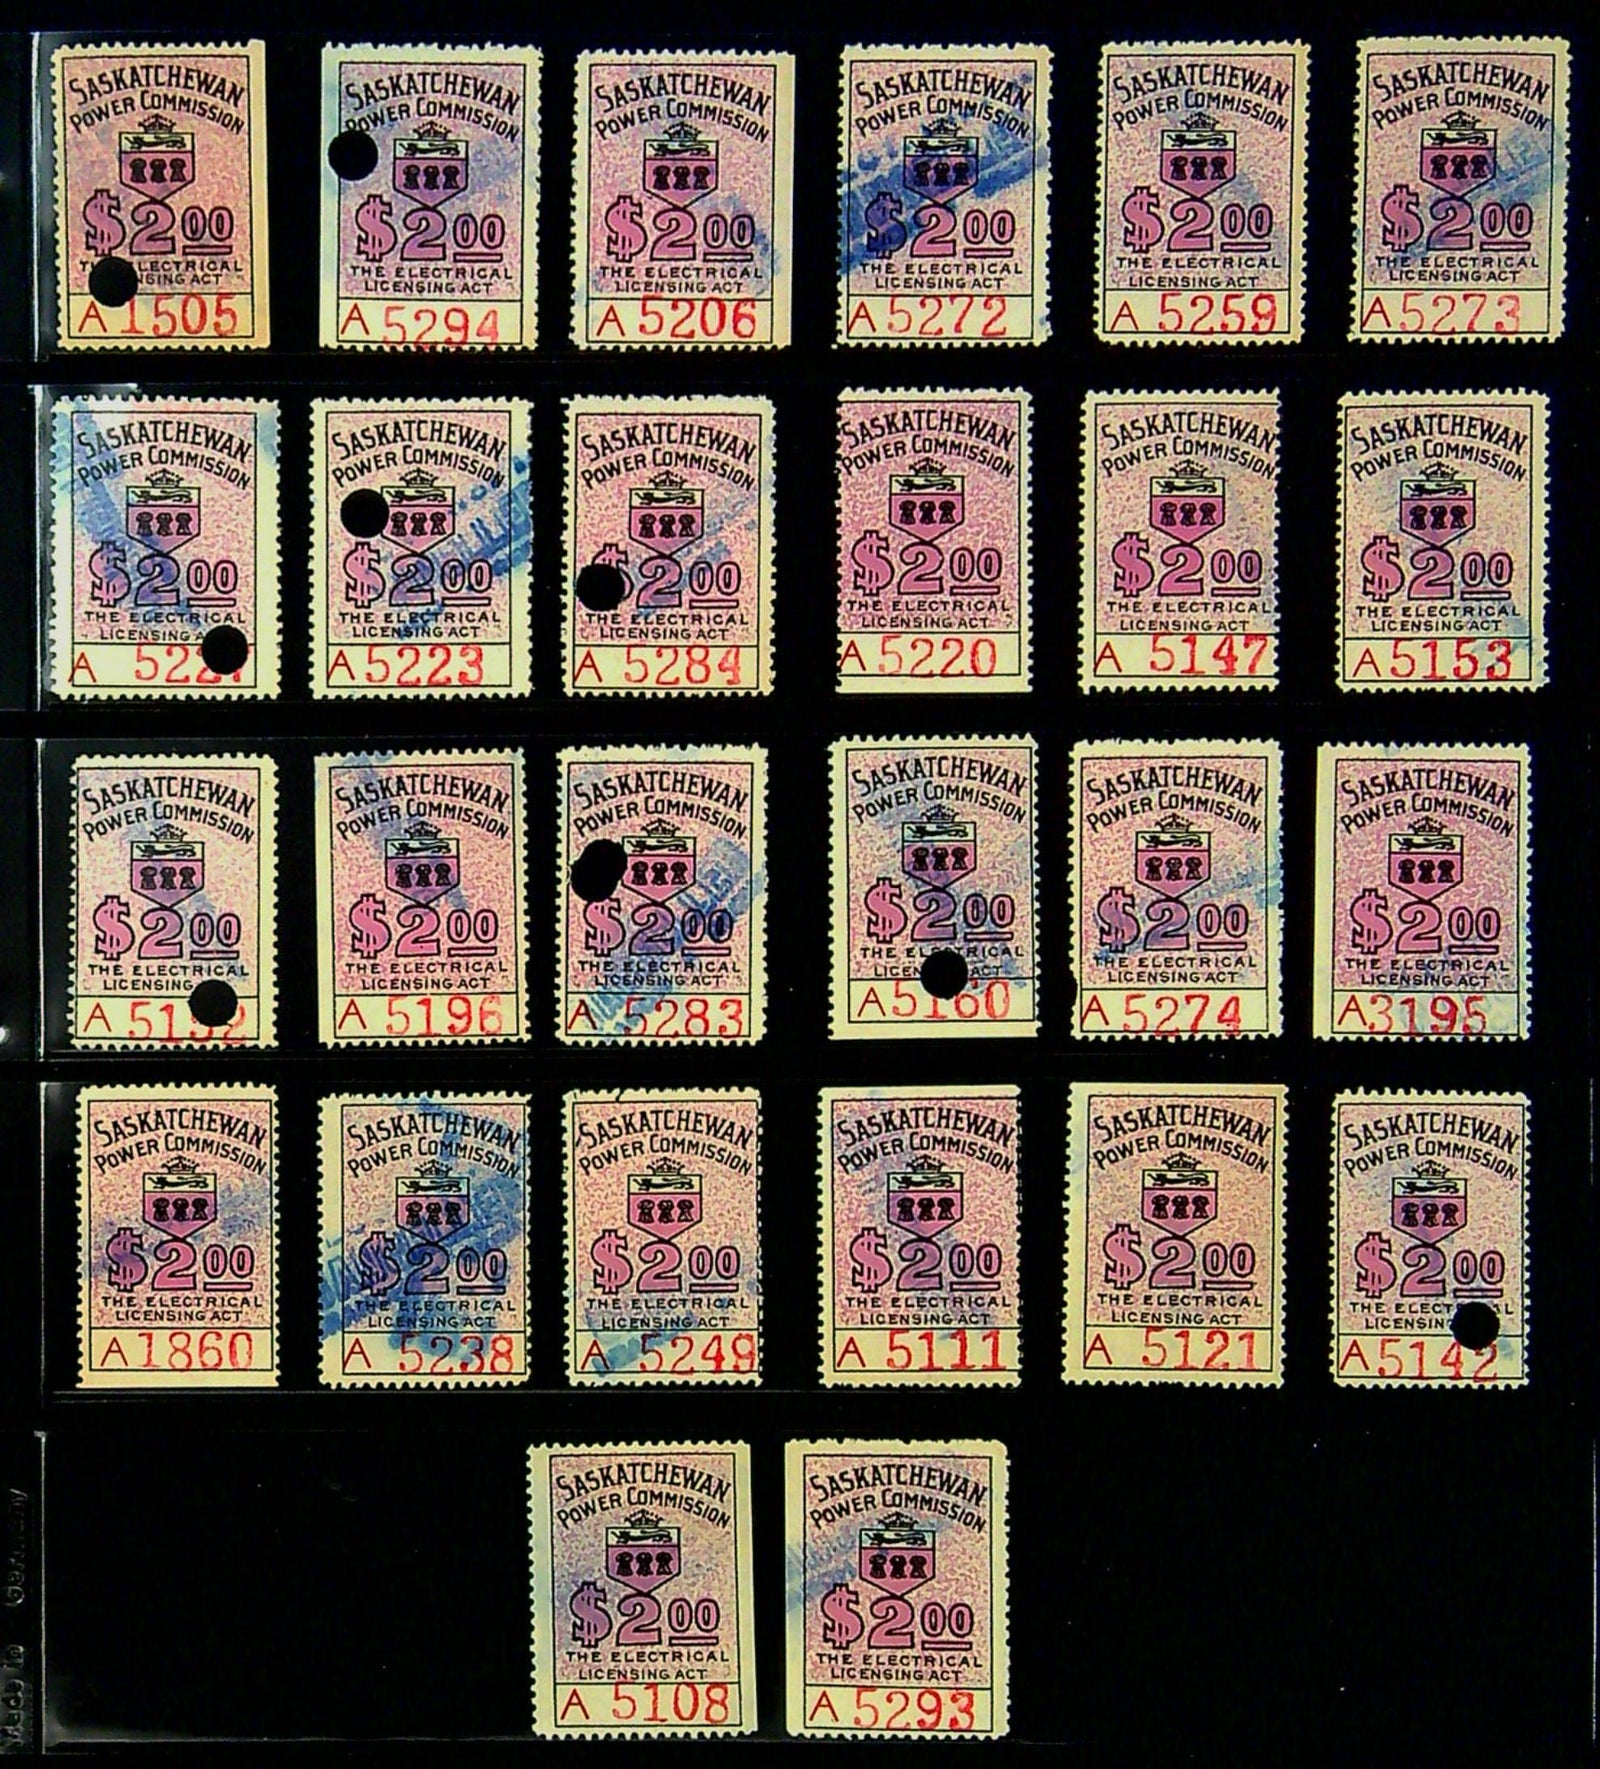 SASKATCHEWAN
POWER COMMISSION
$2.00
ELECTRICAL
ACT
A 1505
SASKATCHEWAN
POWER COMMISSION
$2.00
THE ELECTRICAL
LICENSING ACT
A 5294
SASKATCHEWAN
POWER COMMISSION
$2.00
THE ELECTRICAL
LICENSING ACT
A 5206
SASKATCHEWAN
POWER COMMISSION
$2.00
THE ELECTRICAL
LICENSING ACT
A 5272
SASKATCHEWAN
POWER COMMISSION
$2.00
THE ELECTRICAL
LICENSING ACT
A 5259
SASKATCHEWAN
POWER COMMISSION
$2.00
THE ELECTRICAL
LICENSING ACT
A 5273
SASKATCHEWAN
POWER COMMISSION
$2.00
THE ELECTRICAL
LICENSING
A
SASKATCHEWAN
POWER COMMISSION
$2.00
THE ELECTRICAL
LICENSING ACT
A 5223
SASKATCHEWAN
POWER COMMISSION
$2.00
THE ELECTRICAL
LICENSING ACT
A 5284
SASKATCHEWAN
POWER COMMISSION
$2.00
THE ELECTRICAL
LICENSING ACT
A 5220
SASKATCHEWAN
POWER COMMISSION
$2.00
THE ELECTRICAL
LICENSING ACT
A 5147
SASKATCHEWAN
POWER COMMISSION
$2.00
THE ELECTRICAL
LICENSING ACT
A 5153
SASKATCHEWAN
POWER COMMISSION
$2.00
THE ELECTRICAL
LICENSING
A
SASKATCHEWAN
POWER COMMISSION
$2.00
THE ELECTRICAL
LICENSING ACT
A 5196
SASKATCHEWAN
POWER COMMISSION
$2.00
THE ELECTRICAL
LICENSING ACT
A 5283
SASKATCHEWAN
POWER COMMISSION
$2.00
THE ELECTRICAL
ACT
A 5160
SASKATCHEWAN
POWER COMMISSION
$2.00
THE ELECTRICAL
LICENSING ACT
A 5274
SASKATCHEWAN
POWER COMMISSION
$2.00
THE ELECTRICAL
LICENSING ACT
A 3195
SASKATCHEWAN
POWER COMMISSION
$2.00
THE ELECTRICAL
LICENSING ACT
A 1860
SASKATCHEWAN
POWER COMMISSION
$2.00
THE ELECTRICAL
LICENSING ACT
A 5238
SASKATCHEWAN
POWER COMMISSION
$2.00
THE ELECTRICAL
LICENSING ACT
A 5249
SASKATCHEWAN
POWER COMMISSION
$2.00
THE ELECTRICAL
LICENSING ACT
A 5111
SASKATCHEWAN
POWER COMMISSION
$2.00
THE ELECTRICAL
LICENSING ACT
A 5121
SASKATCHEWAN
POWER COMMISSION
$2.00
THE
A 5142
SASKATCHEWAN
POWER COMMISSION
$2.00
THE ELECTRICAL
LICENSING ACT
A 5108
SASKATCHEWAN
POWER COMMISSION
$2.00
THE ELECTRICAL
LICENSING ACT
A 5293
Made in Germany